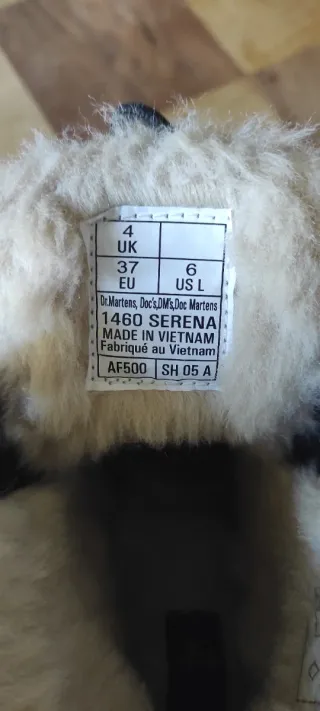 4
UK
37
EU
6
US L
Dr.Martens, Doc's,DM's,Doc Martens
1460 SERENA
MADE IN VIETNAM
Fabriqué au Vietnam
AF500 SH 05 A